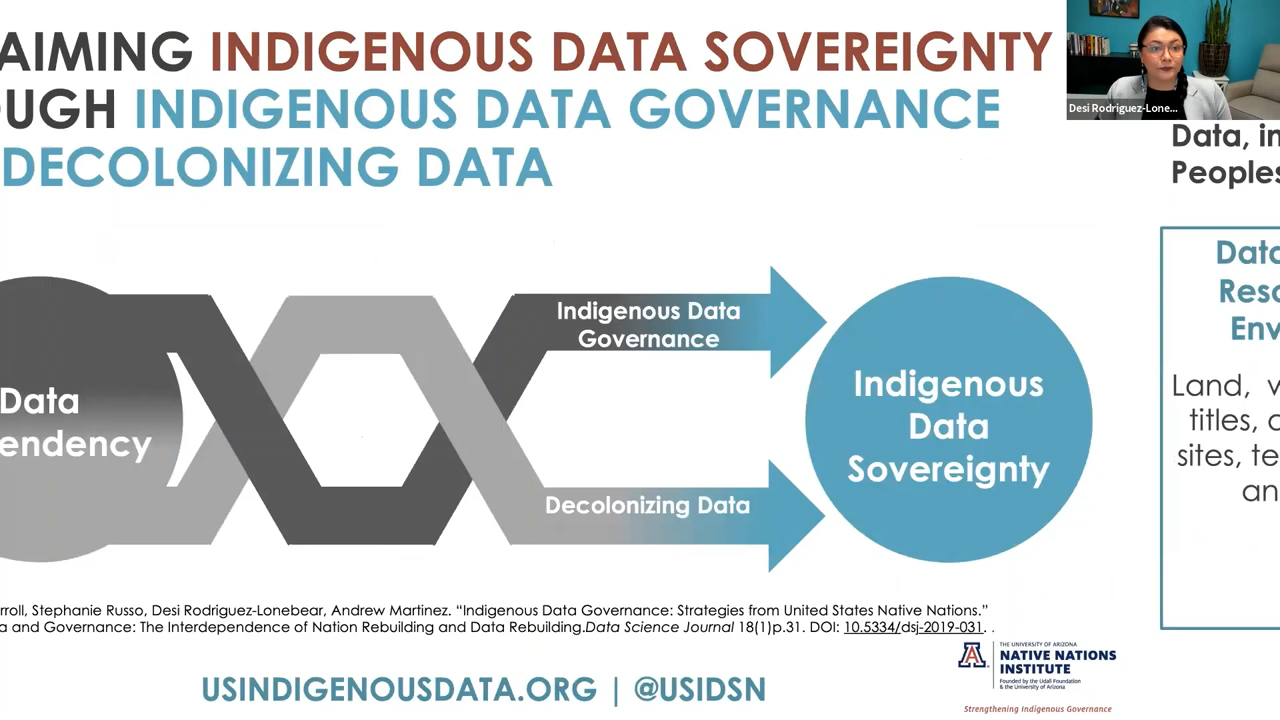 AIMING INDIGENOUS DATA SOVEREIGNTY
OUGH INDIGENOUS DATA GOVERNANCE
DECOLONIZING DATA
Desi Rodriguez-Lone...
Data, in
Peoples
Indigenous Data
Governance
Data
endency
Indigenous
Data
Sovereignty
Decolonizing Data
Data
Reso
Env
Land, w
titles, c
sites, te
an
rroll, Stephanie Russo, Desi Rodriguez-Lonebear, Andrew Martinez. “Indigenous Data Governance: Strategies from United States Native Nations.”
a and Governance: The Interdependence of Nation Rebuilding and Data Rebuilding.Data Science Journal 18(1)p.31. DOI: 10.5334/dsj-2019-031. .
USINDIGENOUSDATA.ORG | @USIDSN
THE UNIVERSITY OF ARIZONA
NATIVE NATIONS
INSTITUTE
Founded by the Udall Foundation
& the University of Arizona
Strengthening Indigenous Governance